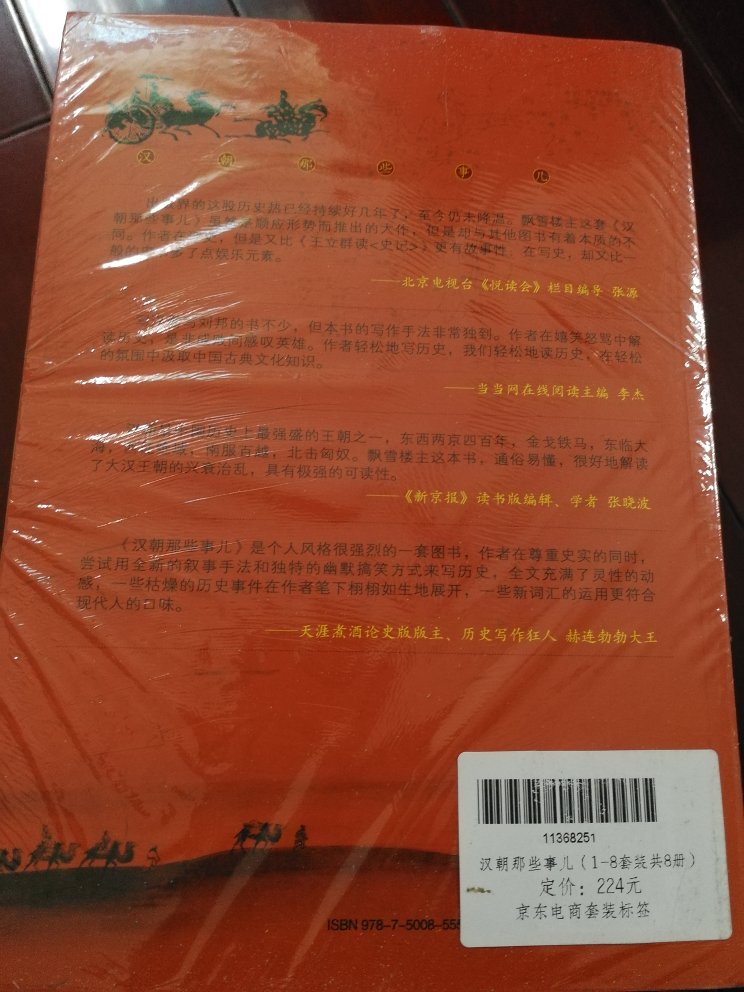 汉朝那些事儿
出版界的这股历史热已经持续好几年了，至今仍未降温。飘雪楼主这套《汉
朝那些事儿》虽然是顺应形势而推出的大作，但是却与其他图书有着本质的不
同。作者在写史，但是又比《王立群读<史记>》更有故事性。在写史，却又比一
般的 多了点娱乐元素。
——北京电视台《悦读会》栏目编导 张源
写刘邦的书不少，但本书的写作手法非常独到。作者在嬉笑怒骂中解
读历史，是非成败间感叹英雄。作者轻松地写历史，我们轻松地读历史，在轻松
的氛围中汲取中国古典文化知识。
——当当网在线阅读主编 李杰
历史上最强盛的王朝之一，东西两京四百年，金戈铁马，东临大
海，南服百越，北击匈奴。飘雪楼主这本书，通俗易懂，很好地解读
了大汉王朝的兴衰治乱，具有极强的可读性。
——《新京报》读书版编辑、学者 张晓波
《汉朝那些事儿》是个人风格很强烈的一套图书，作者在尊重史实的同时，
尝试用全新的叙事手法和独特的幽默搞笑方式来写历史，全文充满了灵性的动
感，一些枯燥的历史事件在作者笔下栩栩如生地展开，一些新词汇的运用更符合
现代人的口味。
——天涯煮酒论史版版主、历史写作狂人 赫连勃勃大王
11368251
汉朝那些事儿（1-8套装共8册）
定价：224元
京东电商套装标签
ISBN 978-7-5008-555